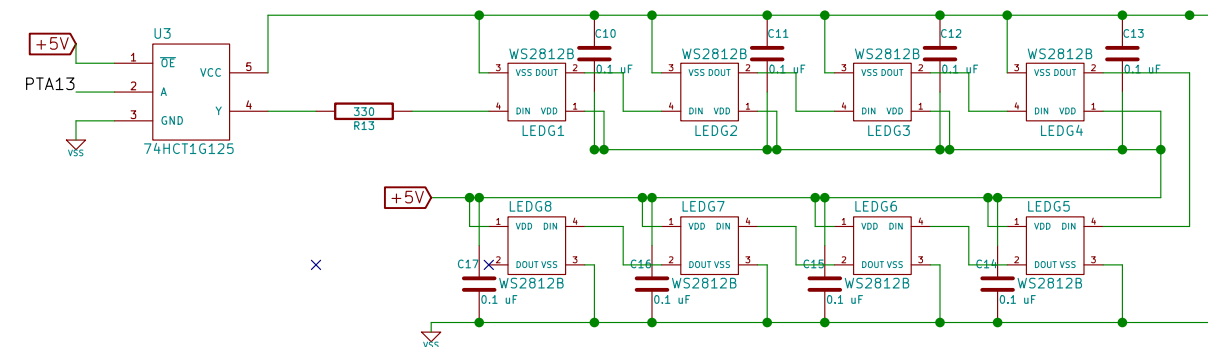 U3
+5V
1 OE
VCC 5
PTA13
2 A
Y 4
3 GND
VSS
74HCT1G125
330
R13
C10
WS2812B
0.1 uF
3 VSS DOUT 2
4 DIN VDD 1
LEDG1
C11
WS2812B
0.1 uF
3 VSS DOUT 2
4 DIN VDD 1
LEDG2
C12
WS2812B
0.1 uF
3 VSS DOUT 2
4 DIN VDD 1
LEDG3
C13
WS2812B
0.1 uF
3 VSS DOUT 2
4 DIN VDD 1
LEDG4
+5V
LEDG8
1 VDD DIN 4
C17
2 DOUT VSS 3
WS2812B
0.1 uF
LEDG7
1 VDD DIN 4
C16
2 DOUT VSS 3
WS2812B
0.1 uF
LEDG6
1 VDD DIN 4
C15
2 DOUT VSS 3
WS2812B
0.1 uF
LEDG5
1 VDD DIN 4
C14
2 DOUT VSS 3
WS2812B
0.1 uF
VSS